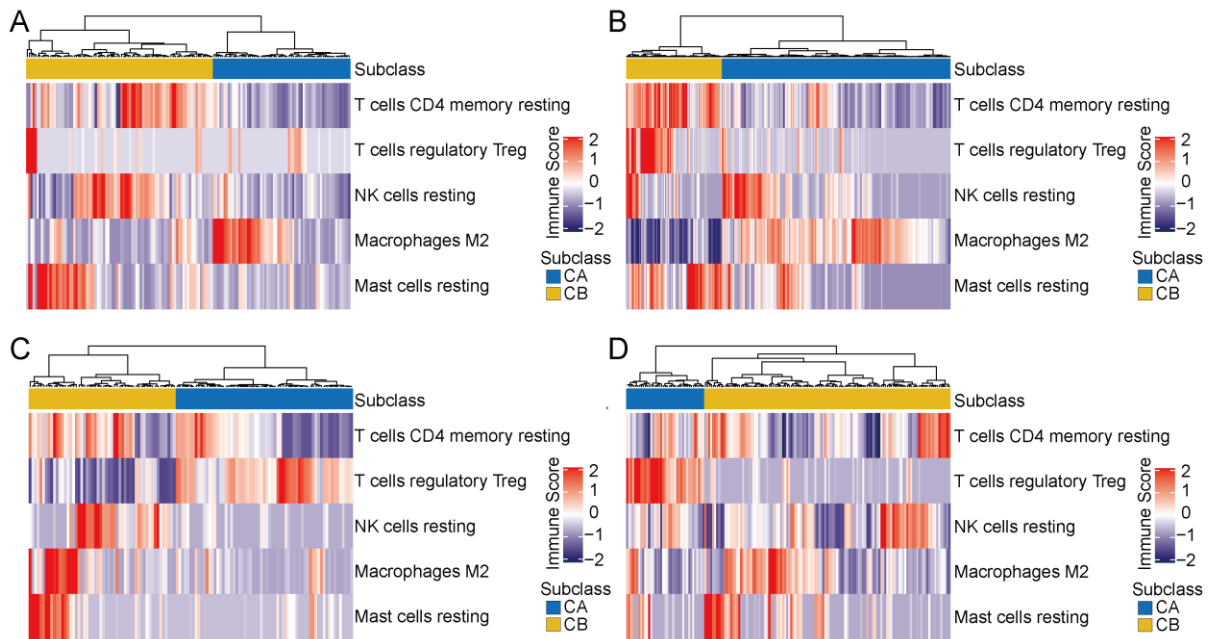 A
Subclass
T cells CD4 memory resting
T cells regulatory Treg
NK cells resting
Macrophages M2
Mast cells resting
Immune Score
2
1
0
−1
−2
Subclass
CA
CB
B
Subclass
T cells CD4 memory resting
T cells regulatory Treg
NK cells resting
Macrophages M2
Mast cells resting
Immune Score
2
1
0
−1
−2
Subclass
CA
CB
C
Subclass
T cells CD4 memory resting
T cells regulatory Treg
NK cells resting
Macrophages M2
Mast cells resting
Immune Score
2
1
0
−1
−2
Subclass
CA
CB
D
Subclass
T cells CD4 memory resting
T cells regulatory Treg
NK cells resting
Macrophages M2
Mast cells resting
Immune Score
2
1
0
−1
−2
Subclass
CA
CB